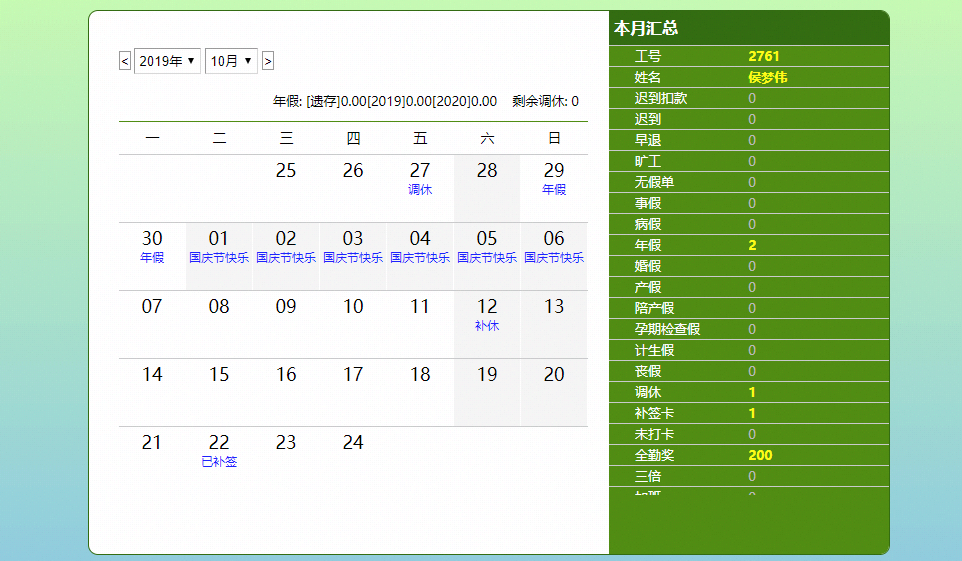 < 2019年 ▼ 10月 ▼ >
年假: [遗存]0.00[2019]0.00[2020]0.00 剩余调休: 0
一 二 三 四 五 六 日
25 26 27 28 29
调休 年假
30 01 02 03 04 05 06
年假 国庆节快乐 国庆节快乐 国庆节快乐 国庆节快乐 国庆节快乐 国庆节快乐
07 08 09 10 11 12 13
补休
14 15 16 17 18 19 20
21 22 23 24
已补签
本月汇总
工号 2761
姓名 侯梦伟
迟到扣款 0
迟到 0
早退 0
旷工 0
无假单 0
事假 0
病假 0
年假 2
婚假 0
产假 0
陪产假 0
孕期检查假 0
计生假 0
丧假 0
调休 1
补签卡 1
未打卡 0
全勤奖 200
三倍 0